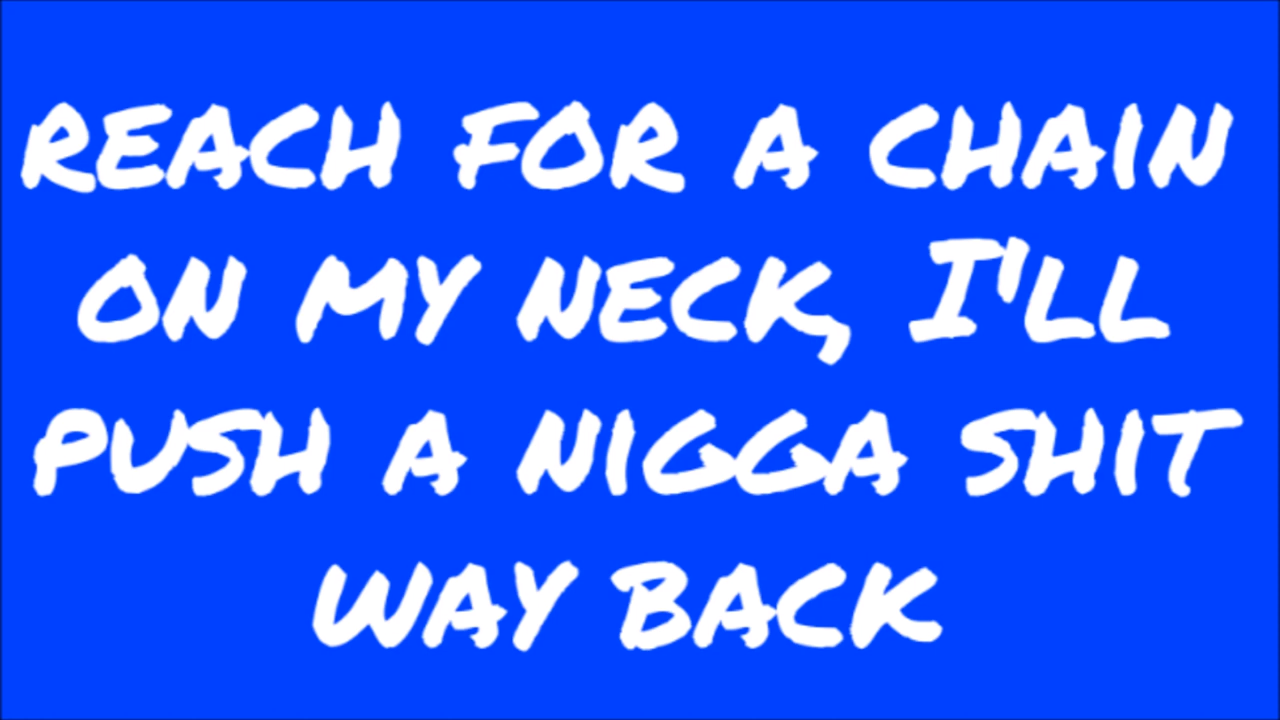 REACH FOR A CHAIN
ON MY NECK, I'LL
PUSH A NIGGA SHIT
WAY BACK